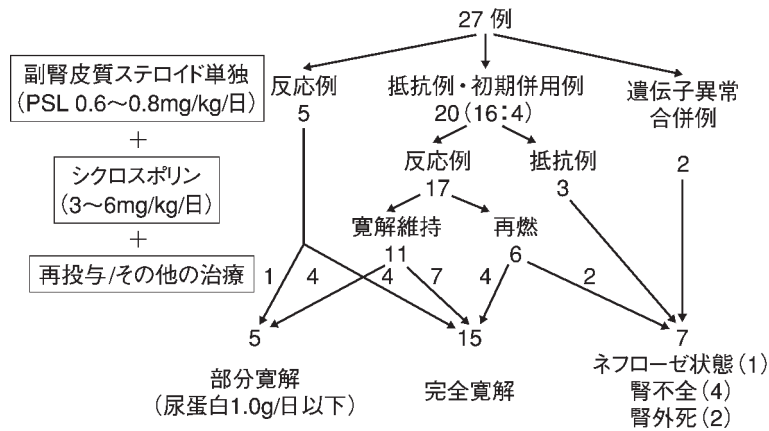 27 例
副腎皮質ステロイド単独
(PSL 0.6～0.8mg/kg/日)
+
シクロスポリン
(3～6mg/kg/日)
+
再投与/その他の治療
反応例
5
抵抗例・初期併用例
20(16:4)
遺伝子異常
合併例
2
反応例
17
抵抗例
3
寛解維持
11
再燃
6
1 4 4 7 4 2
5
部分寛解
(尿蛋白1.0g/日以下)
15
完全寛解
7
ネフローゼ状態(1)
腎不全(4)
腎外死(2)